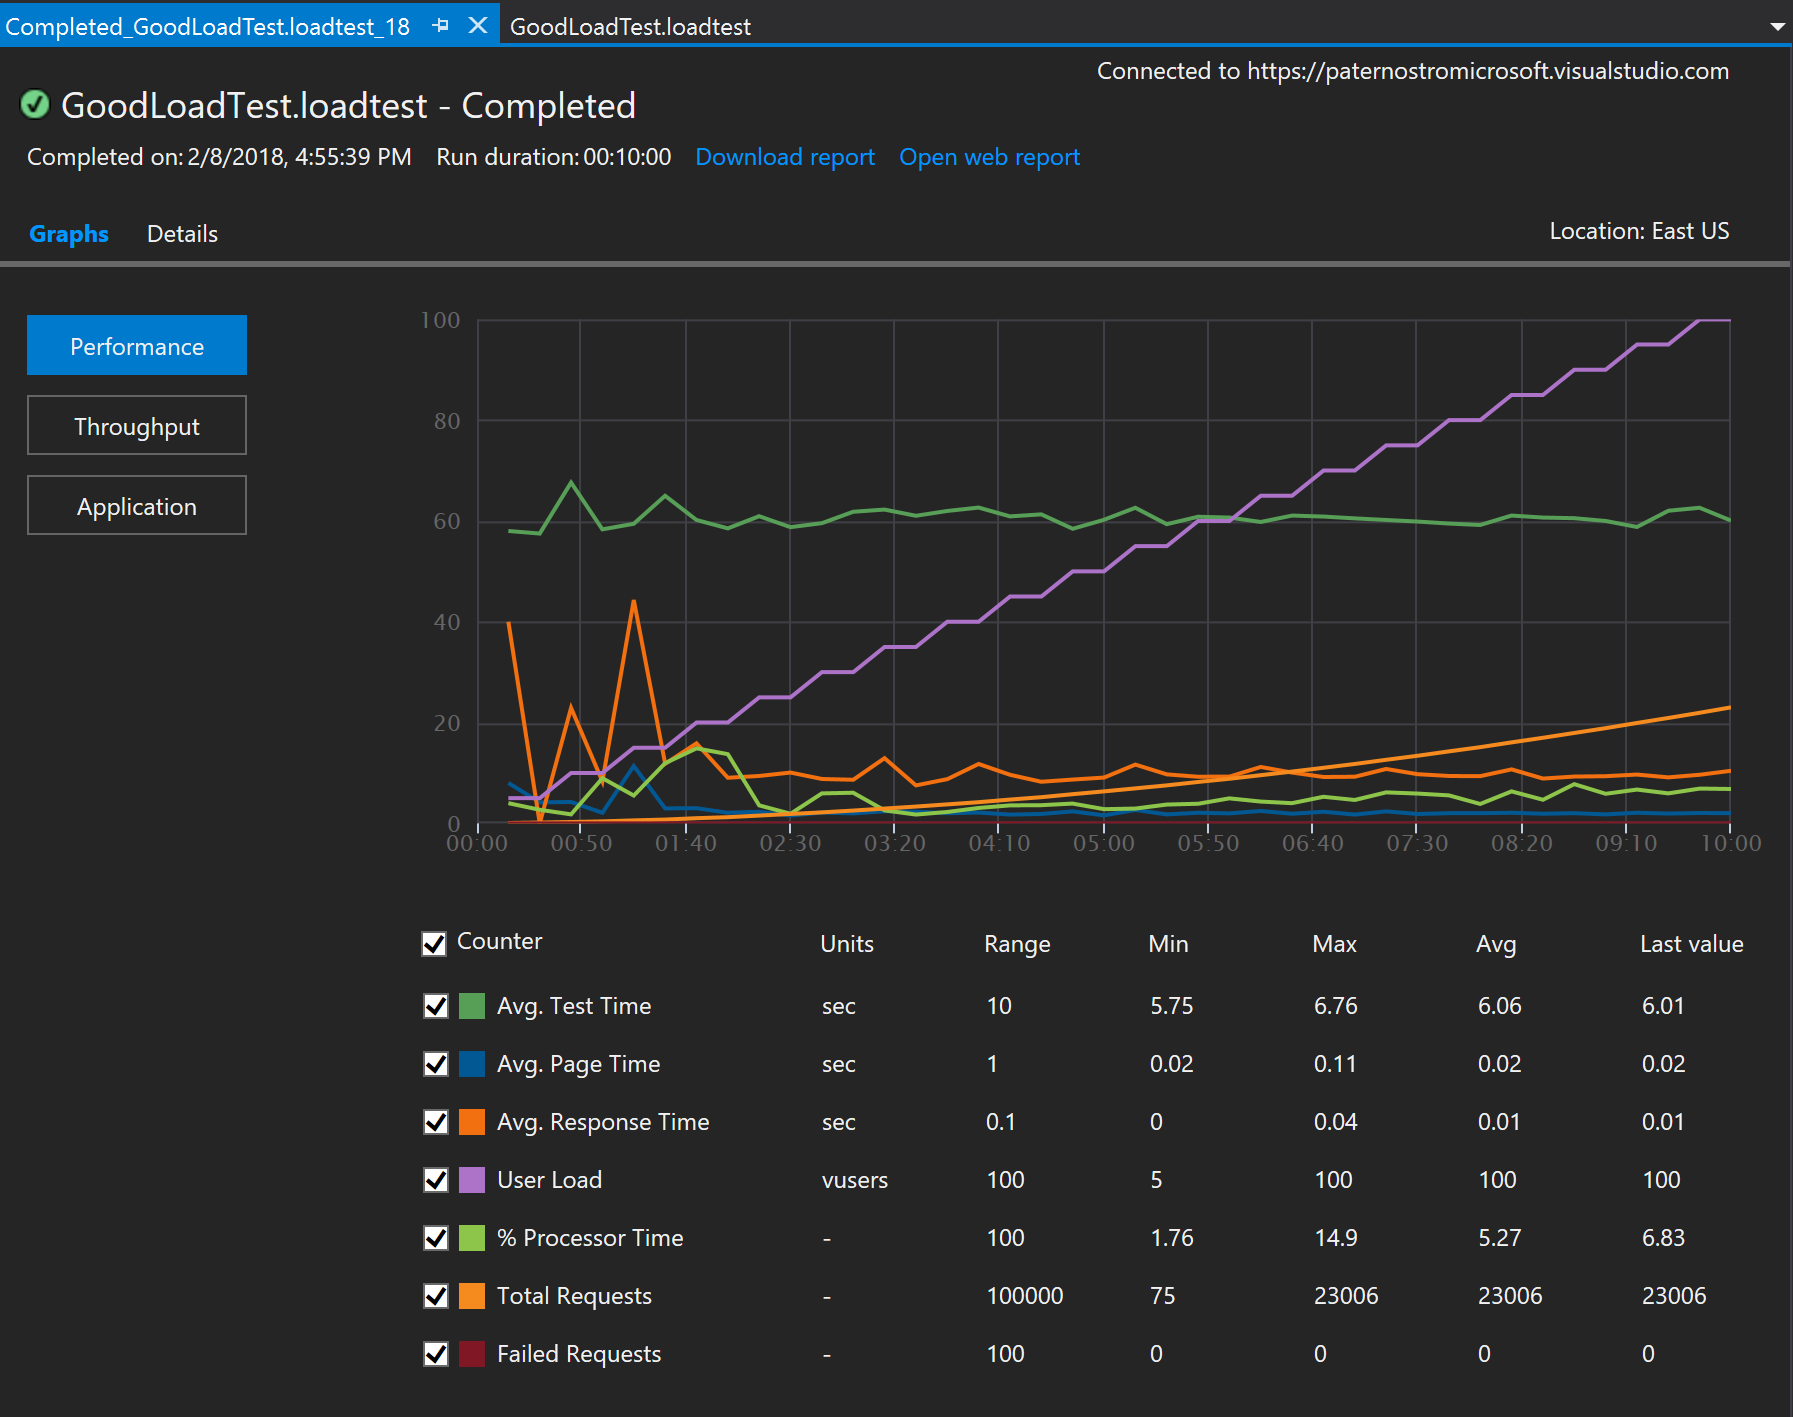 Completed_GoodLoadTest.loadtest_18 GoodLoadTest.loadtest
Connected to https://paternostromicrosoft.visualstudio.com
GoodLoadTest.loadtest - Completed
Completed on: 2/8/2018, 4:55:39 PM Run duration: 00:10:00 Download report Open web report
Graphs Details Location: East US
Performance
Throughput
Application
100
80
60
40
20
0
00:00 00:50 01:40 02:30 03:20 04:10 05:00 05:50 06:40 07:30 08:20 09:10 10:00
Counter Units Range Min Max Avg Last value
Avg. Test Time sec 10 5.75 6.76 6.06 6.01
Avg. Page Time sec 1 0.02 0.11 0.02 0.02
Avg. Response Time sec 0.1 0 0.04 0.01 0.01
User Load vusers 100 5 100 100 100
% Processor Time - 100 1.76 14.9 5.27 6.83
Total Requests - 100000 75 23006 23006 23006
Failed Requests - 100 0 0 0 0